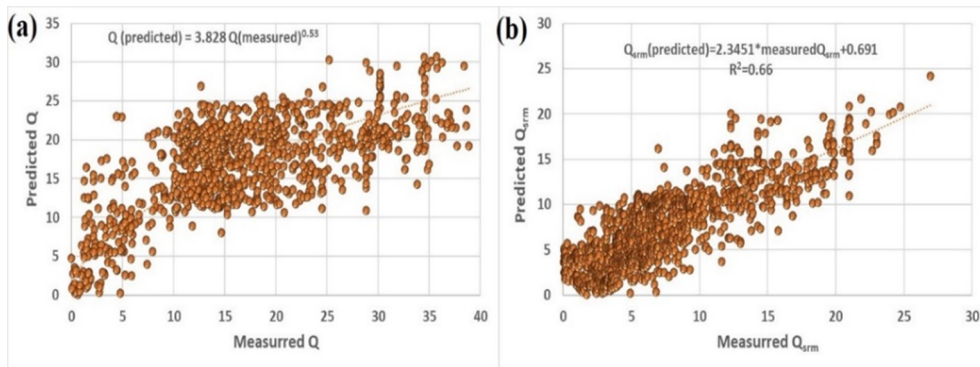 (a)
Q (predicted) = 3.828 Q(measured)^0.53
35
30
25
20
15
10
5
0
Predicted Q
0 5 10 15 20 25 30 35 40
Measurred Q
(b)
Qsrm(predicted)=2.3451*measuredQsrm+0.691
R²=0.66
30
25
20
15
10
5
0
Predicted Qsrm
0 5 10 15 20 25 30
Measurred Qsrm